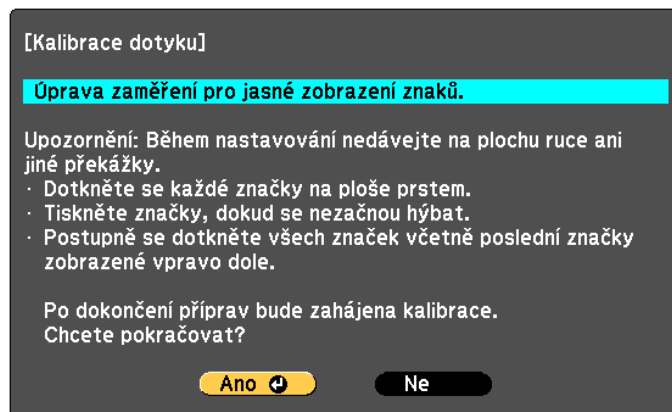 [Kalibrace dotyku]
Úprava zaměření pro jasné zobrazení znaků.
Upozornění: Během nastavování nedávejte na plochu ruce ani
jiné překážky.
· Dotkněte se každé značky na ploše prstem.
· Tiskněte značky, dokud se nezačnou hýbat.
· Postupně se dotkněte všech značek včetně poslední značky
zobrazené vpravo dole.
Po dokončení příprav bude zahájena kalibrace.
Chcete pokračovat?
Ano Ne